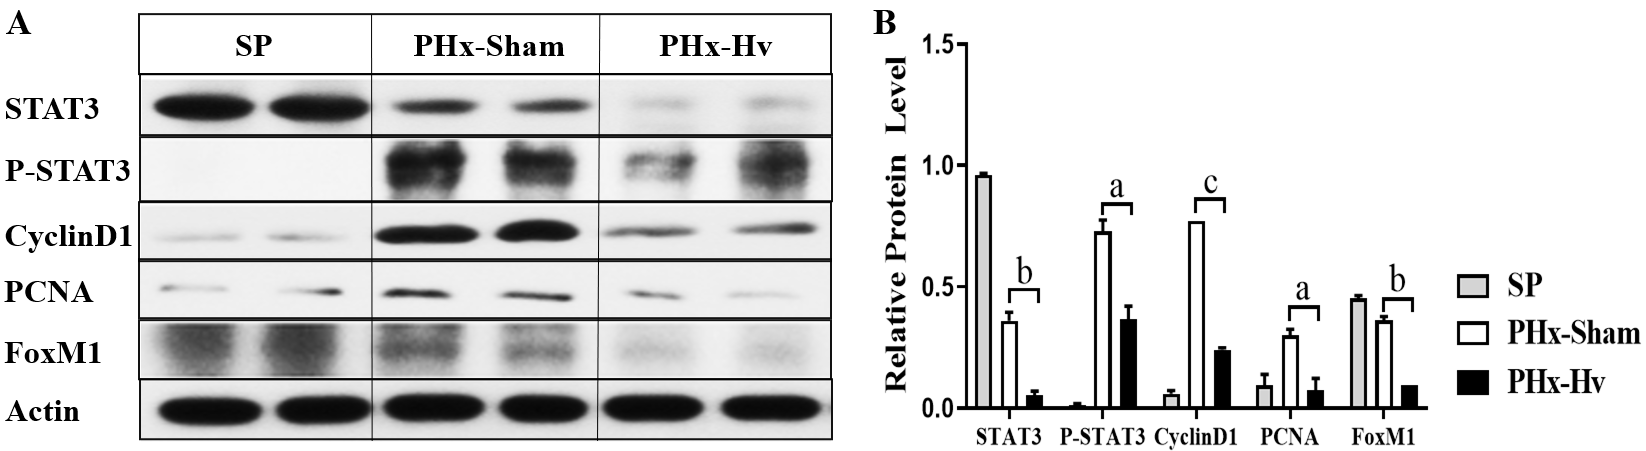 A
SP PHx-Sham PHx-Hv
STAT3
P-STAT3
CyclinD1
PCNA
FoxM1
Actin
B
Relative Protein Level
1.5
1.0
0.5
0.0
b
a
c
a
b
STAT3 P-STAT3 CyclinD1 PCNA FoxM1
SP
PHx-Sham
PHx-Hv